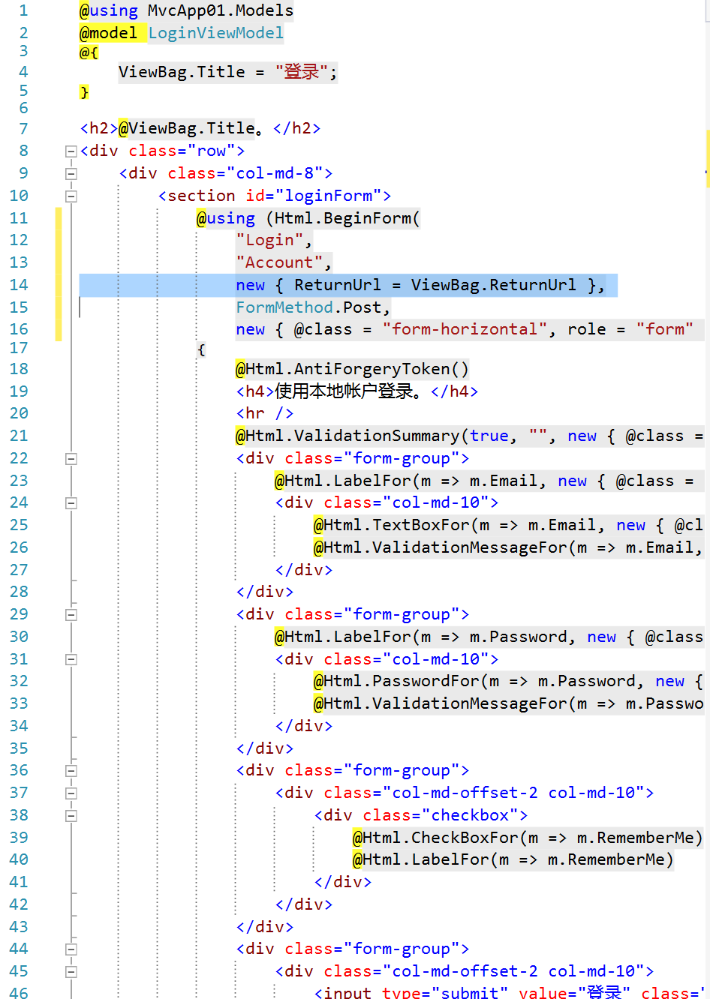 1 @using MvcApp01.Models
2 @model LoginViewModel
3 @{
4 ViewBag.Title = "登录";
5 }
6
7 <h2>@ViewBag.Title。</h2>
8 <div class="row">
9 <div class="col-md-8">
10 <section id="loginForm">
11 @using (Html.BeginForm(
12 "Login",
13 "Account",
14 new { ReturnUrl = ViewBag.ReturnUrl },
15 FormMethod.Post,
16 new { @class = "form-horizontal", role = "form"
17 {
18 @Html.AntiForgeryToken()
19 <h4>使用本地帐户登录。</h4>
20 <hr />
21 @Html.ValidationSummary(true, "", new { @class =
22 <div class="form-group">
23 @Html.LabelFor(m => m.Email, new { @class =
24 <div class="col-md-10">
25 @Html.TextBoxFor(m => m.Email, new { @cl
26 @Html.ValidationMessageFor(m => m.Email,
27 </div>
28 </div>
29 <div class="form-group">
30 @Html.LabelFor(m => m.Password, new { @class
31 <div class="col-md-10">
32 @Html.PasswordFor(m => m.Password, new {
33 @Html.ValidationMessageFor(m => m.Passwo
34 </div>
35 </div>
36 <div class="form-group">
37 <div class="col-md-offset-2 col-md-10">
38 <div class="checkbox">
39 @Html.CheckBoxFor(m => m.RememberMe)
40 @Html.LabelFor(m => m.RememberMe)
41 </div>
42 </div>
43 </div>
44 <div class="form-group">
45 <div class="col-md-offset-2 col-md-10">
46 <input type="submit" value="登录" class="